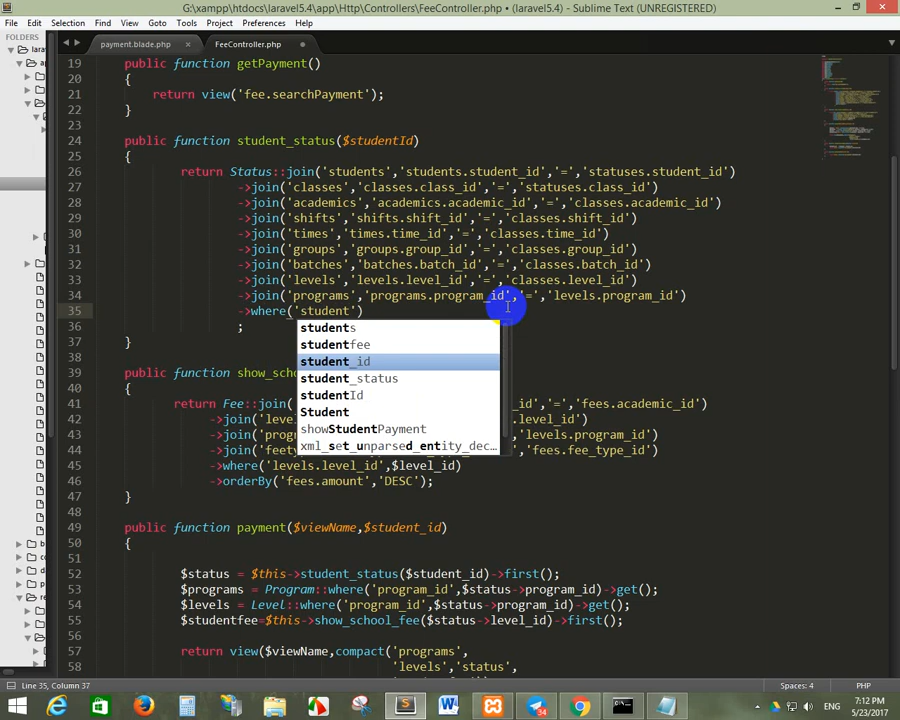 G:\xampp\htdocs\laravel5.4\app\Http\Controllers\FeeController.php • (laravel5.4) - Sublime Text (UNREGISTERED)
File Edit Selection Find View Goto Tools Project Preferences Help
FOLDERS
payment.blade.php × FeeController.php
19 public function getPayment()
20 {
21 return view('fee.searchPayment');
22 }
23
24 public function student_status($studentId)
25 {
26 return Status::join('students','students.student_id','=','statuses.student_id')
27 ->join('classes','classes.class_id','=','statuses.class_id')
28 ->join('academics','academics.academic_id','=','classes.academic_id')
29 ->join('shifts','shifts.shift_id','=','classes.shift_id')
30 ->join('times','times.time_id','=','classes.time_id')
31 ->join('groups','groups.group_id','=','classes.group_id')
32 ->join('batches','batches.batch_id','=','classes.batch_id')
33 ->join('levels','levels.level_id','=','classes.level_id')
34 ->join('programs','programs.program_id','=','levels.program_id')
35 ->where('student')
36 ;
37 }
38
students
studentfee
student_id
student_status
studentId
Student
showStudentPayment
xml_set_unparsed_entity_dec...
39 public function show_scho
40 {
41 return Fee::join( _id','=','fees.academic_id')
42 ->join('leve l_id')
43 ->join('prog 'levels.program_id')
44 ->join('feet 'fees.fee_type_id')
45 ->where('levels.level_id',$level_id)
46 ->orderBy('fees.amount','DESC');
47 }
48
49 public function payment($viewName,$student_id)
50 {
51
52 $status = $this->student_status($student_id)->first();
53 $programs = Program::where('program_id',$status->program_id)->get();
54 $levels = Level::where('program_id',$status->program_id)->get();
55 $studentfee=$this->show_school_fee($status->level_id)->first();
56
57 return view($viewName,compact('programs',
58 'levels','status',
Line 35, Column 37 Spaces: 4 PHP
34
ENG 7:12 PM
5/23/2017